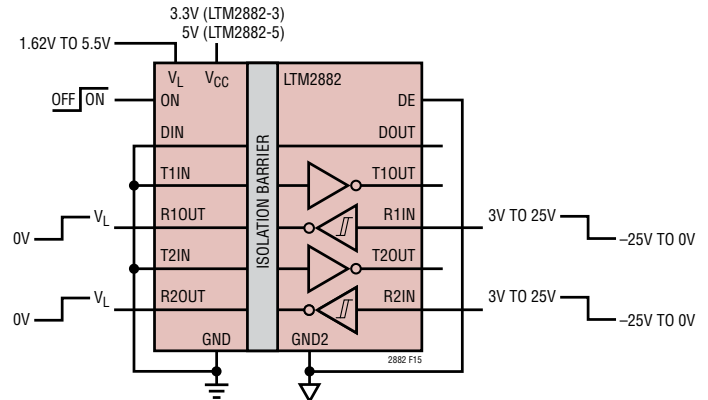 3.3V (LTM2882-3)
5V (LTM2882-5)
1.62V TO 5.5V
VL VCC LTM2882
OFF ON ON DE
DIN DOUT
ISOLATION BARRIER
T1IN T1OUT
0V VL R1OUT R1IN 3V TO 25V –25V TO 0V
T2IN T2OUT
0V VL R2OUT R2IN 3V TO 25V –25V TO 0V
GND GND2
2882 F15